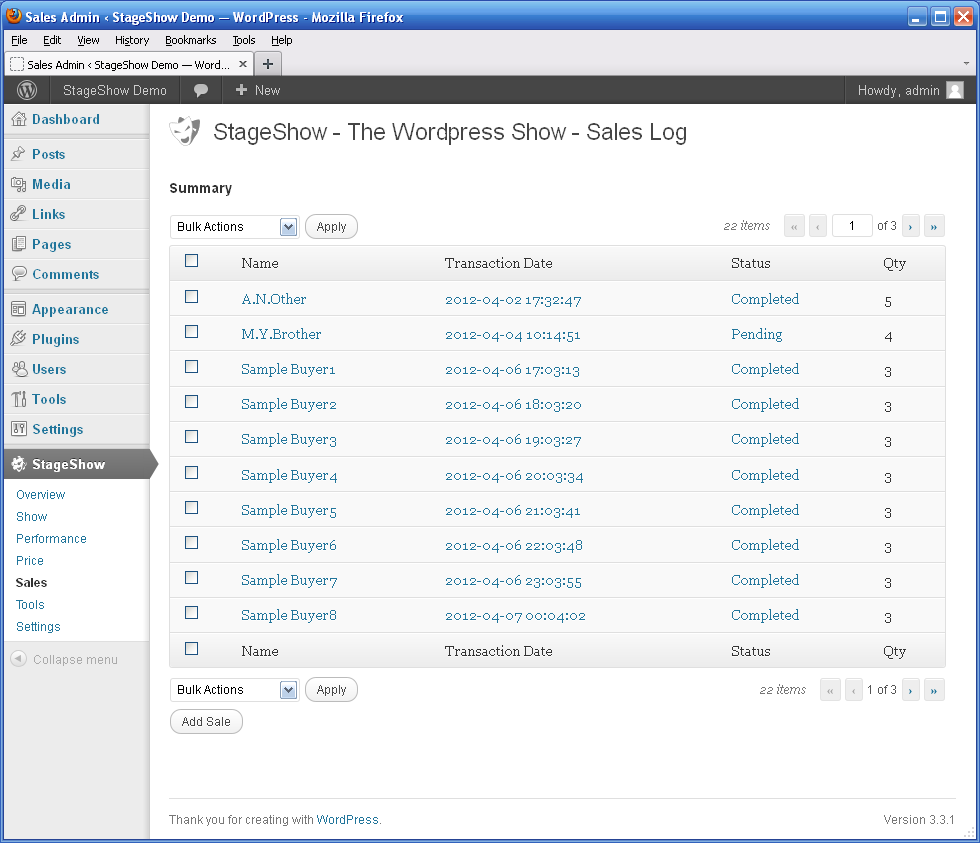 Sales Admin ‹ StageShow Demo — WordPress - Mozilla Firefox
File Edit View History Bookmarks Tools Help
Sales Admin ‹ StageShow Demo — Word...
StageShow Demo New Howdy, admin
Dashboard
Posts
Media
Links
Pages
Comments
Appearance
Plugins
Users
Tools
Settings
StageShow
Overview
Show
Performance
Price
Sales
Tools
Settings
Collapse menu
StageShow - The Wordpress Show - Sales Log
Summary
Bulk Actions Apply 22 items « ‹ 1 of 3 › »
Name Transaction Date Status Qty
A.N.Other 2012-04-02 17:32:47 Completed 5
M.Y.Brother 2012-04-04 10:14:51 Pending 4
Sample Buyer1 2012-04-06 17:03:13 Completed 3
Sample Buyer2 2012-04-06 18:03:20 Completed 3
Sample Buyer3 2012-04-06 19:03:27 Completed 3
Sample Buyer4 2012-04-06 20:03:34 Completed 3
Sample Buyer5 2012-04-06 21:03:41 Completed 3
Sample Buyer6 2012-04-06 22:03:48 Completed 3
Sample Buyer7 2012-04-06 23:03:55 Completed 3
Sample Buyer8 2012-04-07 00:04:02 Completed 3
Name Transaction Date Status Qty
Bulk Actions Apply 22 items « ‹ 1 of 3 › »
Add Sale
Thank you for creating with WordPress. Version 3.3.1